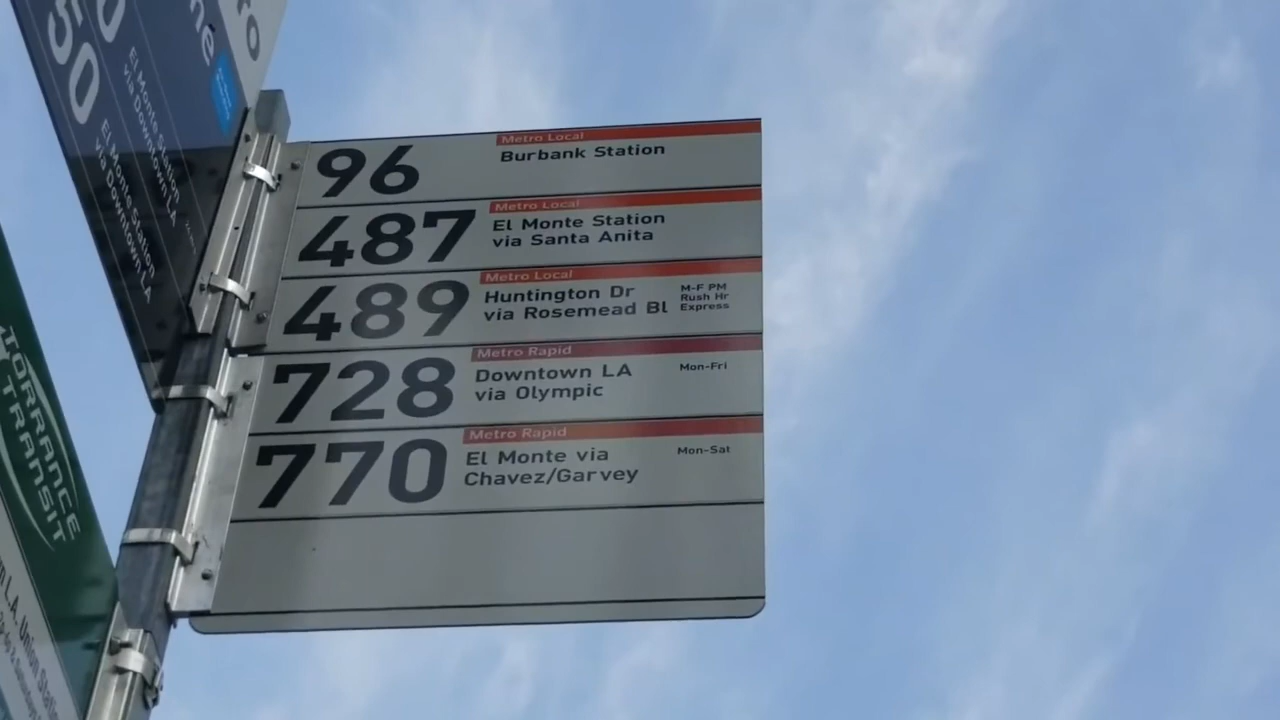 50
El Monte Station
via Downtown LA
El Monte Station
via Downtown LA
96
Metro Local
Burbank Station
487
Metro Local
El Monte Station
via Santa Anita
489
Metro Local
Huntington Dr
via Rosemead Bl
M-F PM
Rush Hr
Express
728
Metro Rapid
Downtown LA
via Olympic
Mon-Fri
770
Metro Rapid
El Monte via
Chavez/Garvey
Mon-Sat
TORRANCE
TRANSIT
L.A. Union